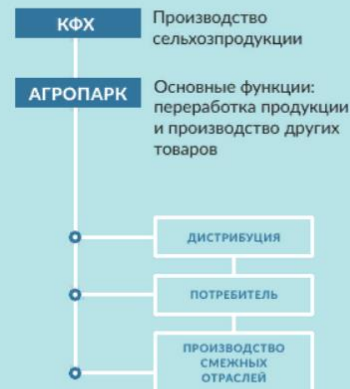 КФХ
Производство
сельхозпродукции
АГРОПАРК
Основные функции:
переработка продукции
и производство других
товаров
ДИСТРИБУЦИЯ
ПОТРЕБИТЕЛЬ
ПРОИЗВОДСТВО
СМЕЖНЫХ
ОТРАСЛЕЙ